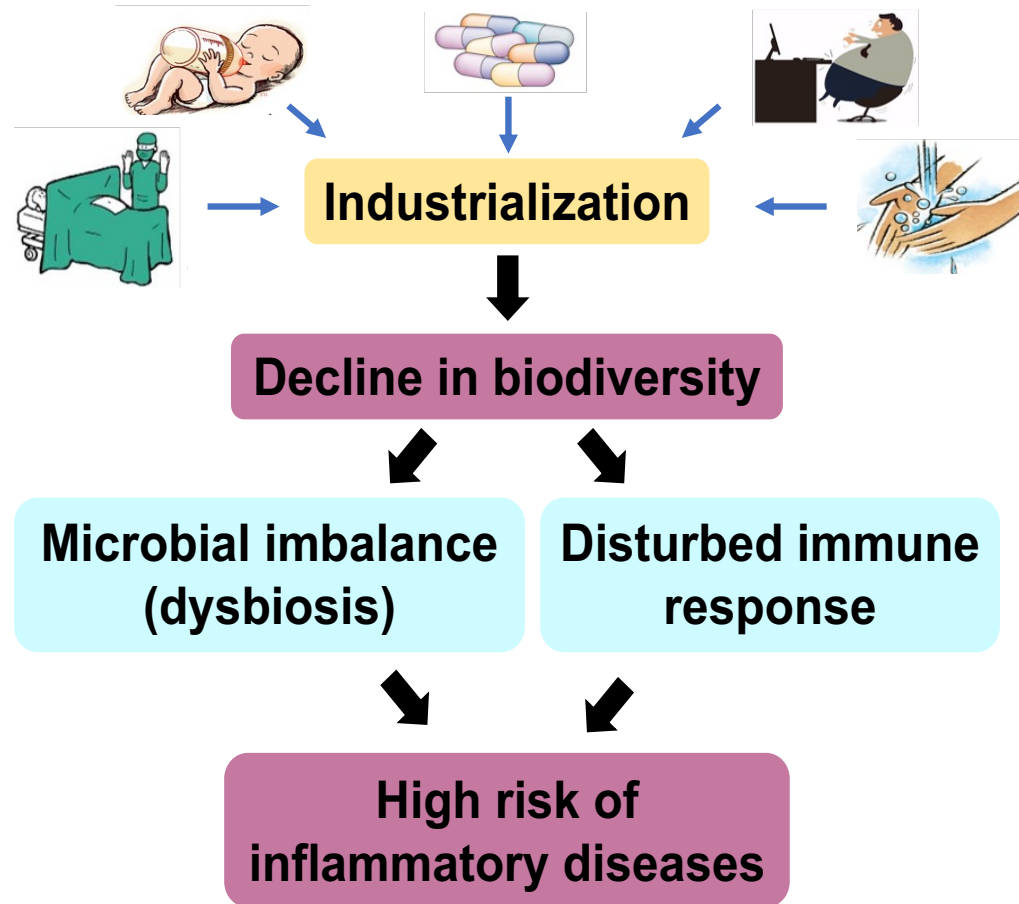 Industrialization
Decline in biodiversity
Microbial imbalance
(dysbiosis)
Disturbed immune
response
High risk of
inflammatory diseases